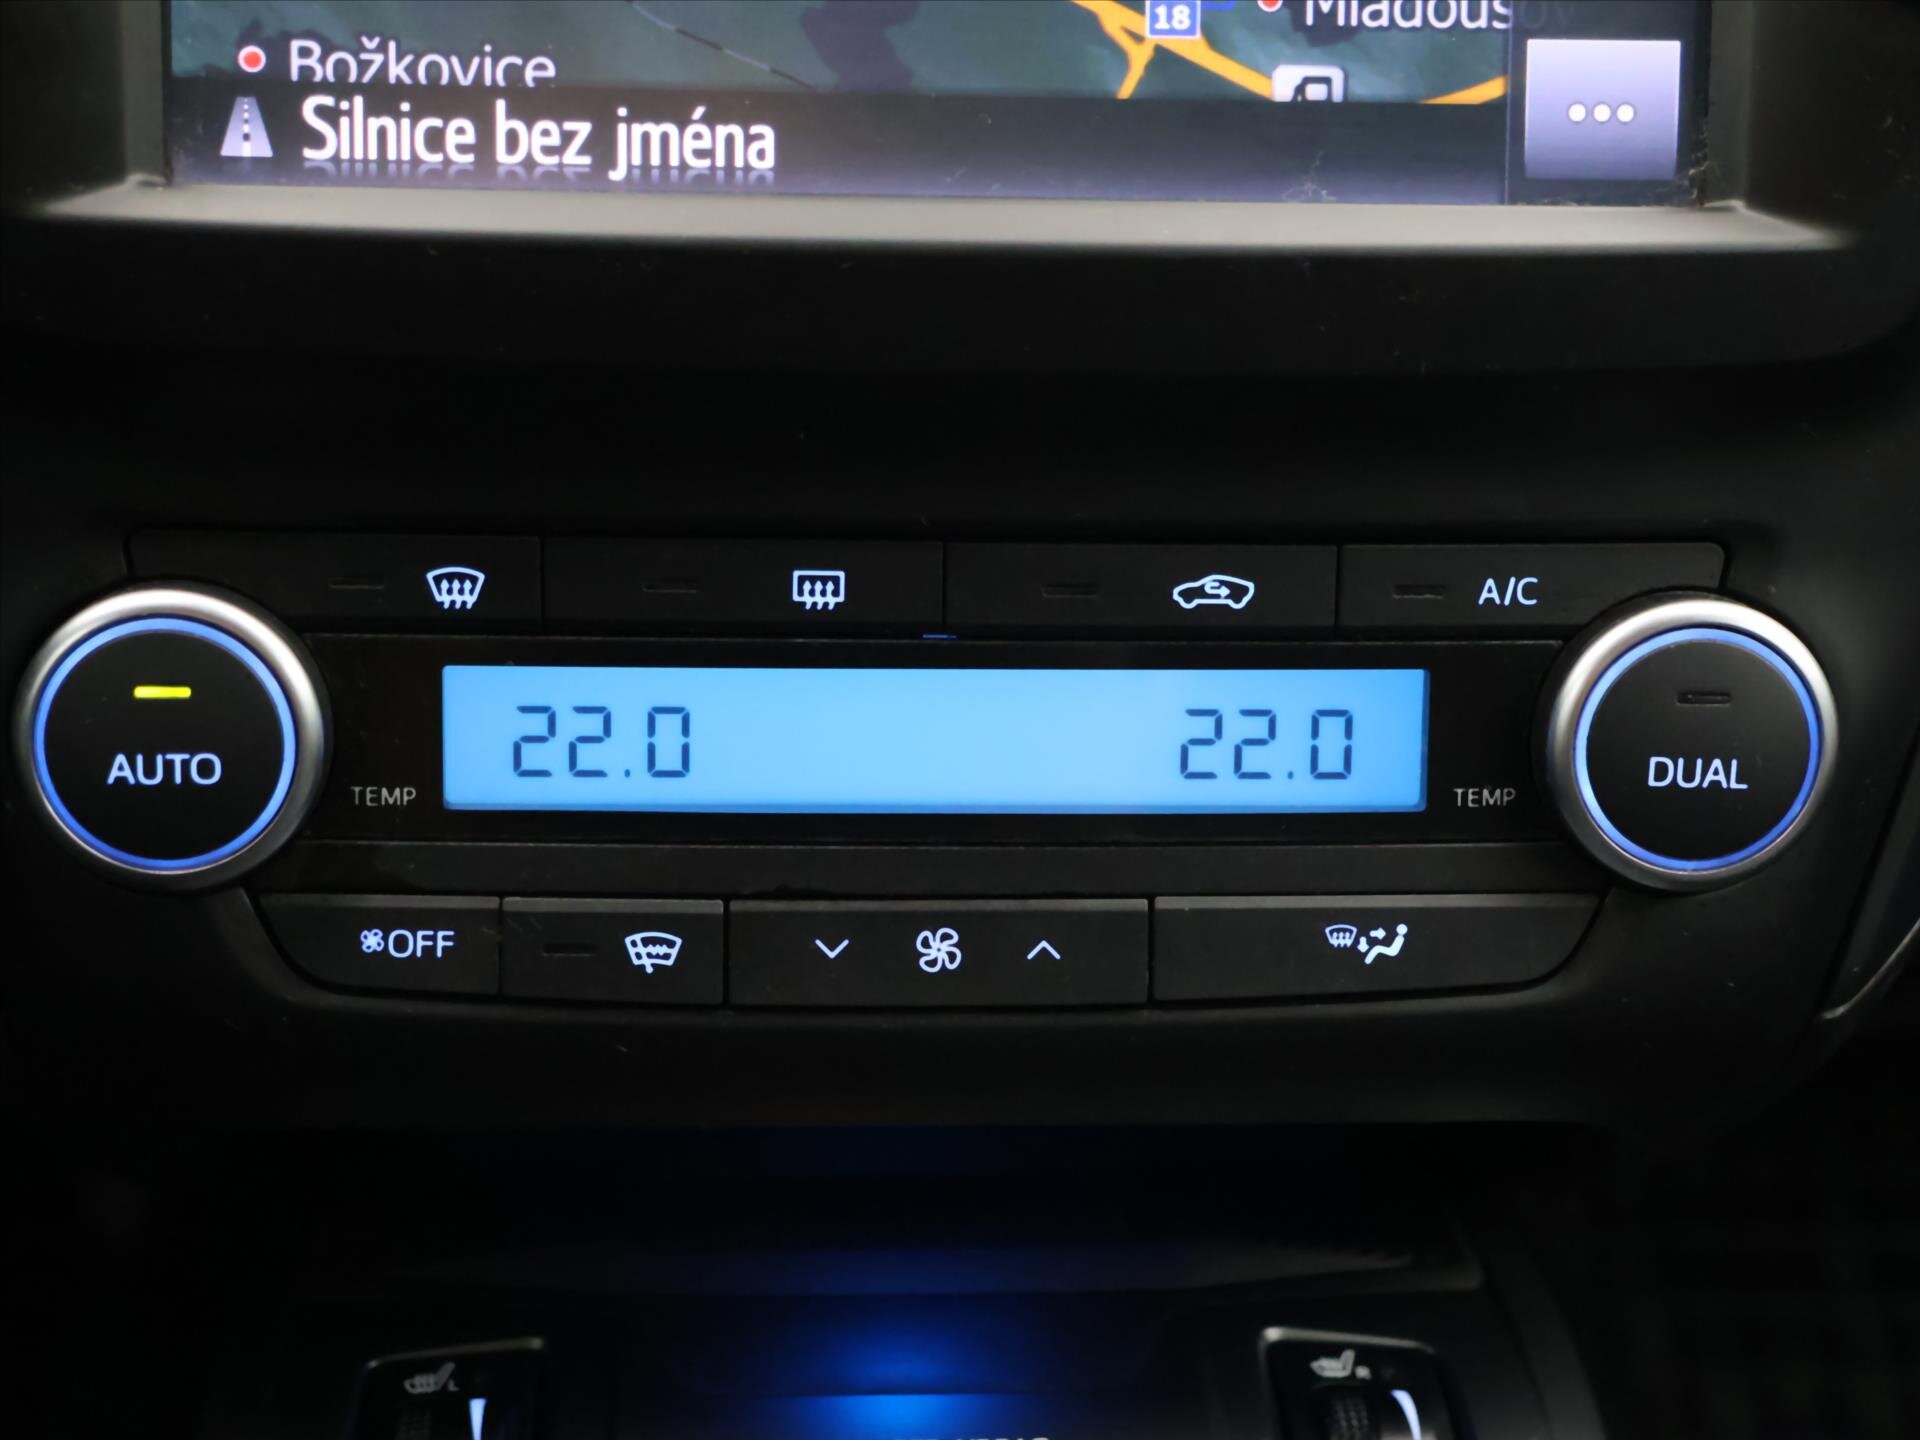 18
Božkovice
Silnice bez jména
A/C
AUTO
TEMP
22.0
22.0
TEMP
DUAL
OFF
L
R